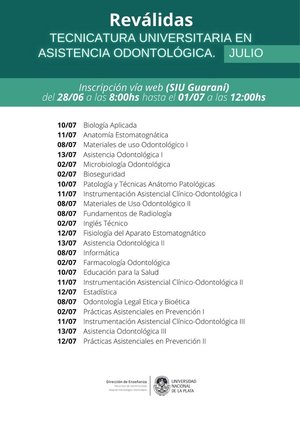 Reválidas
TECNICATURA UNIVERSITARIA EN
ASISTENCIA ODONTOLÓGICA. JULIO
Inscripción vía web (SIU Guaraní)
del 28/06 a las 8:00hs hasta el 01/07 a las 12:00hs
10/07 Biología Aplicada
11/07 Anatomía Estomatognática
08/07 Materiales de uso Odontológico I
13/07 Asistencia Odontológica I
02/07 Microbiología Odontológica
02/07 Bioseguridad
10/07 Patología y Técnicas Anátomo Patológicas
11/07 Instrumentación Asistencial Clínico-Odontológica I
08/07 Materiales de Uso Odontológico II
08/07 Fundamentos de Radiología
02/07 Inglés Técnico
12/07 Fisiología del Aparato Estomatognático
13/07 Asistencia Odontológica II
08/07 Informática
02/07 Farmacología Odontológica
10/07 Educación para la Salud
11/07 Instrumentación Asistencial Clínico-Odontológica II
12/07 Estadística
08/07 Odontología Legal Etica y Bioética
02/07 Prácticas Asistenciales en Prevención I
11/07 Instrumentación Asistencial Clínico-Odontológica III
13/07 Asistencia Odontológica III
12/07 Prácticas Asistenciales en Prevención II
Dirección de Enseñanza
UNIVERSIDAD
NACIONAL
DE LA PLATA